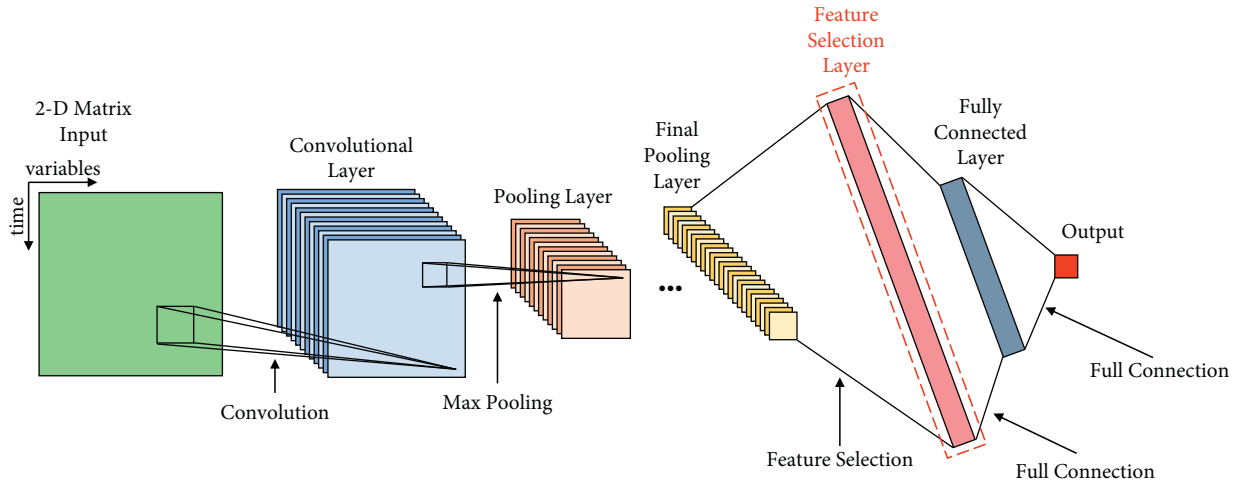 2-D Matrix
Input
variables
time
Convolutional
Layer
Pooling Layer
Final
Pooling
Layer
Feature
Selection
Layer
Fully
Connected
Layer
Output
...
Convolution
Max Pooling
Feature Selection
Full Connection
Full Connection